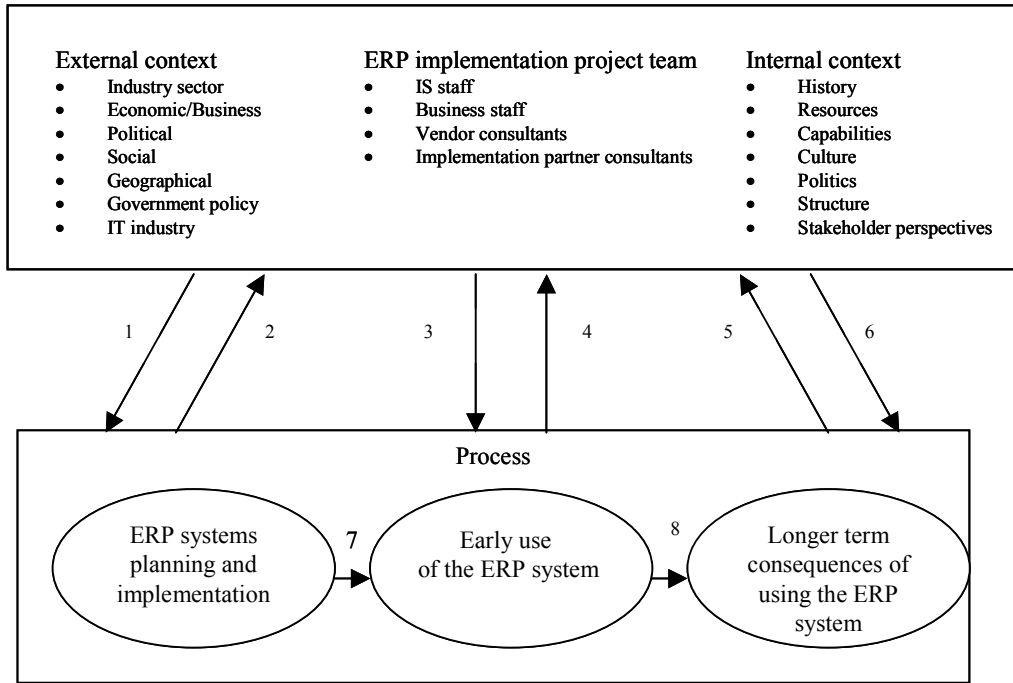 External context
• Industry sector
• Economic/Business
• Political
• Social
• Geographical
• Government policy
• IT industry
ERP implementation project team
• IS staff
• Business staff
• Vendor consultants
• Implementation partner consultants
Internal context
• History
• Resources
• Capabilities
• Culture
• Politics
• Structure
• Stakeholder perspectives
1
2
3
4
5
6
Process
ERP systems
planning and
implementation
7
Early use
of the ERP system
8
Longer term
consequences of
using the ERP
system